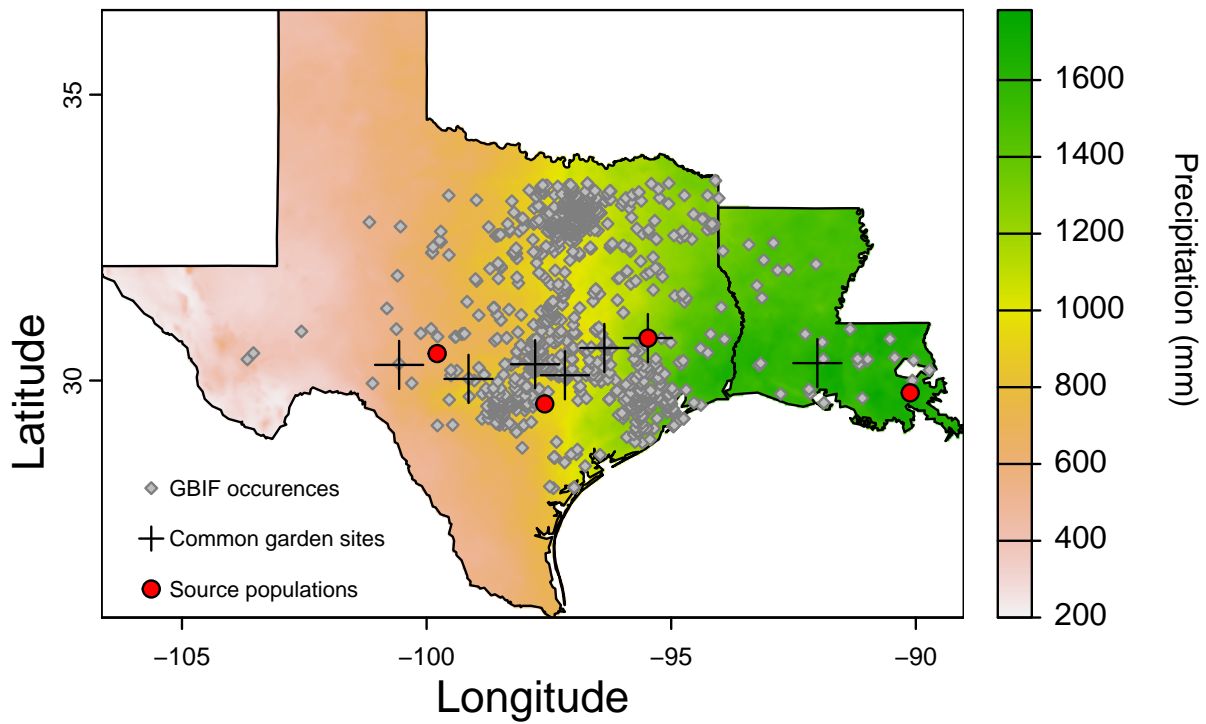 35
30
Latitude
GBIF occurences
Common garden sites
Source populations
−105
−100
−95
−90
Longitude
1600
1400
1200
1000
800
600
400
200
Precipitation (mm)